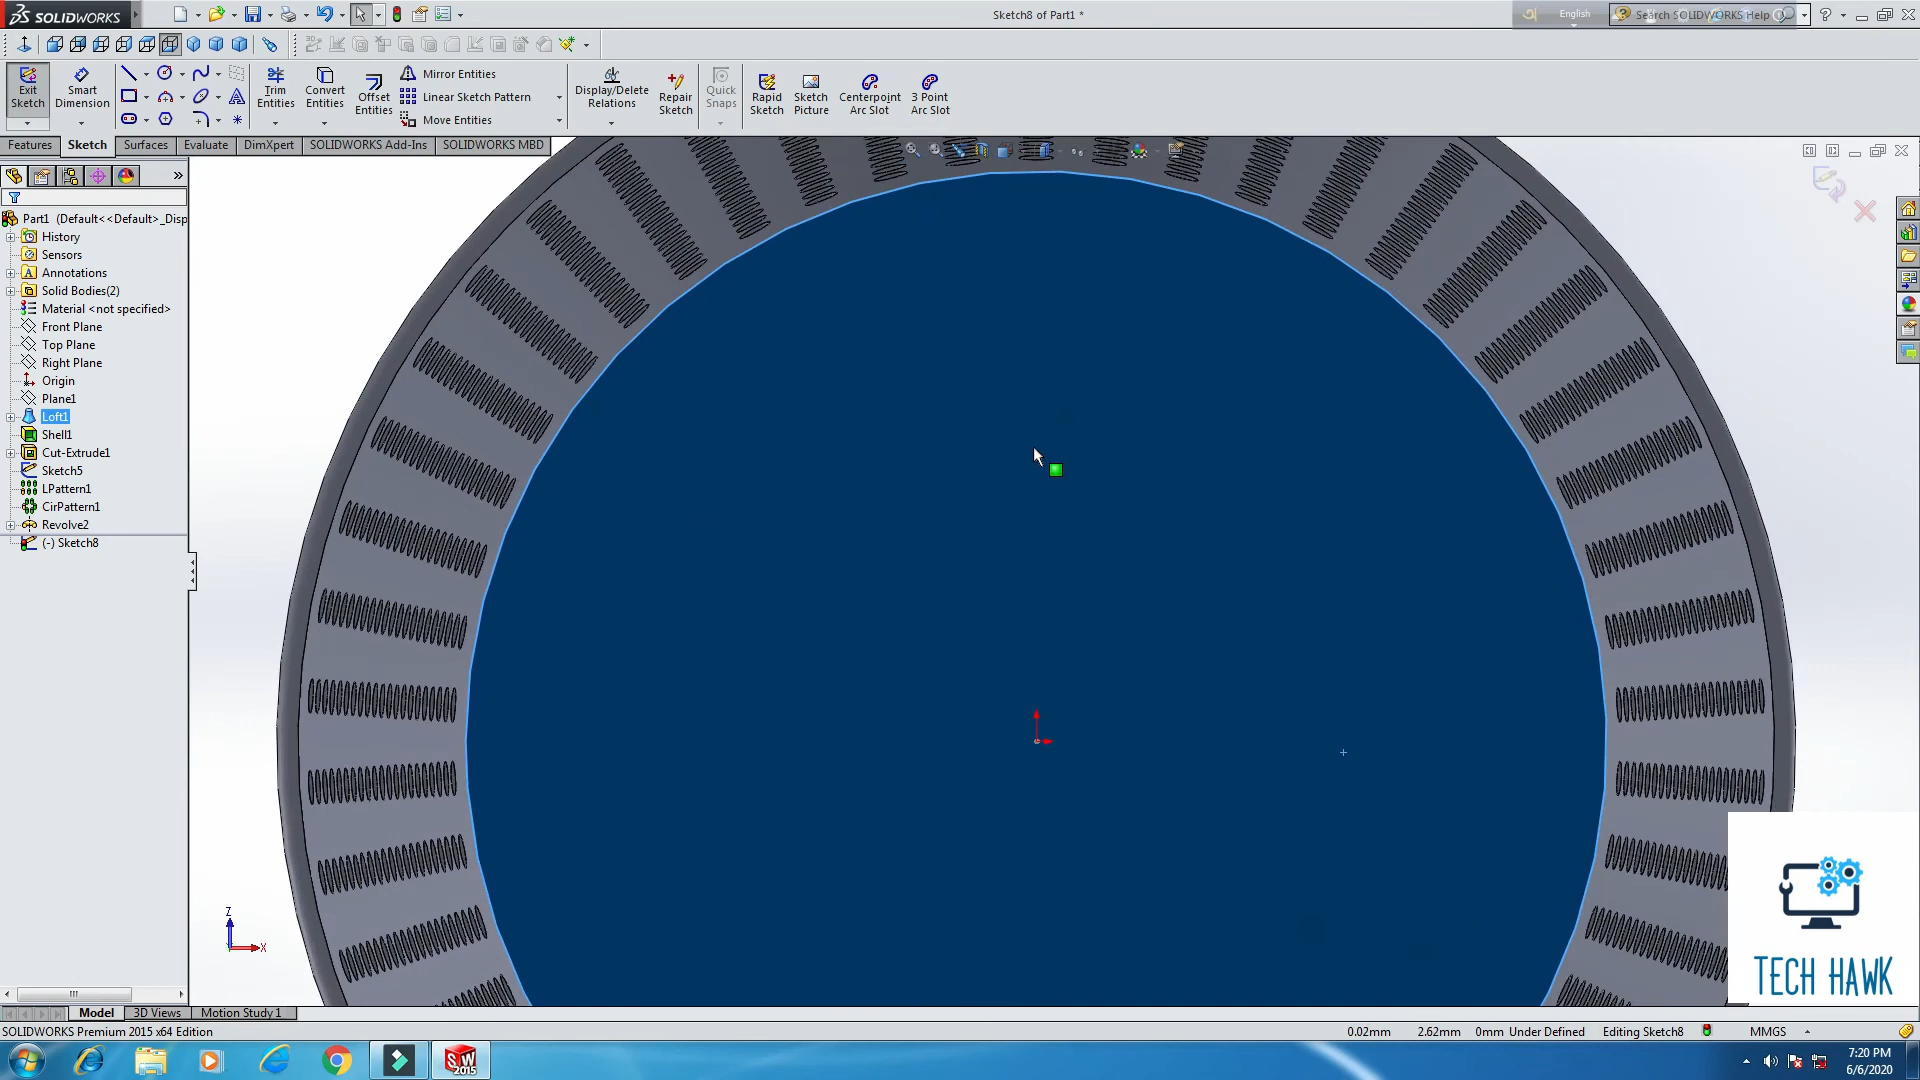 SOLIDWORKS
Sketch8 of Part1 *
English
Search SOLIDWORKS Help
Exit Sketch
Smart Dimension
Trim Entities
Convert Entities
Offset Entities
Mirror Entities
Linear Sketch Pattern
Move Entities
Display/Delete Relations
Repair Sketch
Quick Snaps
Rapid Sketch
Sketch Picture
Centerpoint Arc Slot
3 Point Arc Slot
Features
Sketch
Surfaces
Evaluate
DimXpert
SOLIDWORKS Add-Ins
SOLIDWORKS MBD
Part1 (Default<<Default>_Disp
History
Sensors
Annotations
Solid Bodies(2)
Material <not specified>
Front Plane
Top Plane
Right Plane
Origin
Plane1
Loft1
Shell1
Cut-Extrude1
Sketch5
LPattern1
CirPattern1
Revolve2
(-) Sketch8
Z
X
TECH HAWK
Model
3D Views
Motion Study 1
SOLIDWORKS Premium 2015 x64 Edition
0.02mm
2.62mm
0mm
Under Defined
Editing Sketch8
MMGS
SW
2015
7:20 PM
6/6/2020